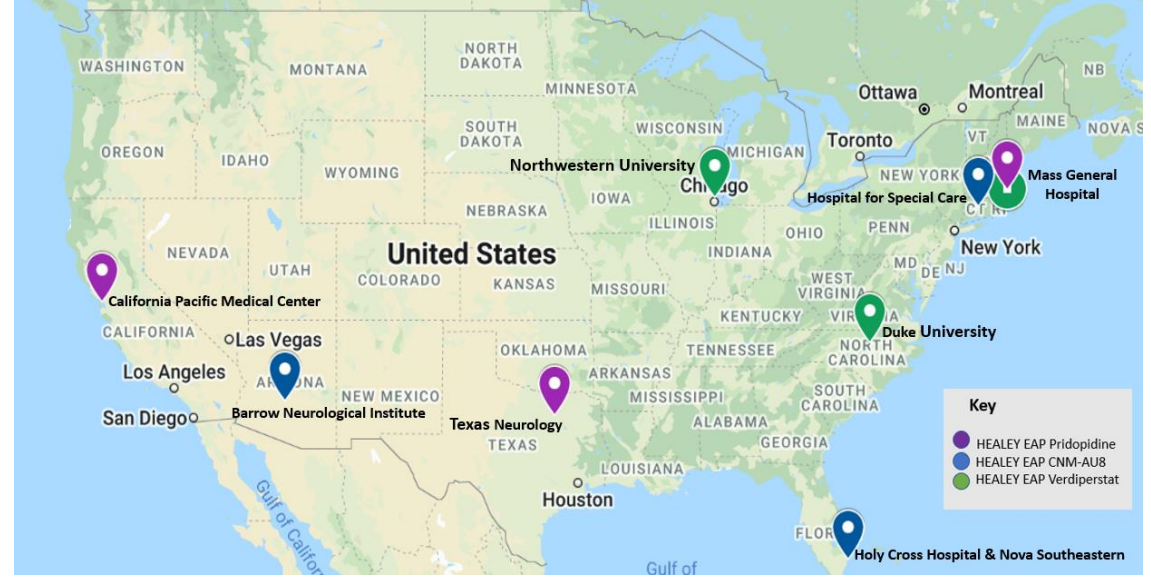 WASHINGTON
MONTANA
NORTH
DAKOTA
MINNESOTA
Ottawa
Montreal
NB
MAINE
NOVA S
VT
OREGON
IDAHO
SOUTH
DAKOTA
WISCONSIN
MICHIGAN
Toronto
WYOMING
Northwestern University
Chicago
IOWA
NEW YORK
Hospital for Special Care
Mass General
Hospital
CT RI
NEBRASKA
ILLINOIS
INDIANA
OHIO
PENN
New York
NEVADA
UTAH
United States
COLORADO
KANSAS
MISSOURI
WEST
VIRGINIA
MD
DE
NJ
California Pacific Medical Center
CALIFORNIA
KENTUCKY
VIRGINIA
Duke University
Las Vegas
OKLAHOMA
TENNESSEE
NORTH
CAROLINA
Los Angeles
ARIZONA
NEW MEXICO
ARKANSAS
MISSISSIPPI
SOUTH
CAROLINA
San Diego
Barrow Neurological Institute
Texas Neurology
TEXAS
ALABAMA
GEORGIA
LOUISIANA
Houston
Key
HEALEY EAP Pridopidine
HEALEY EAP CNM-AU8
HEALEY EAP Verdiperstat
Gulf of Califor
FLOR
Holy Cross Hospital & Nova Southeastern
Gulf of